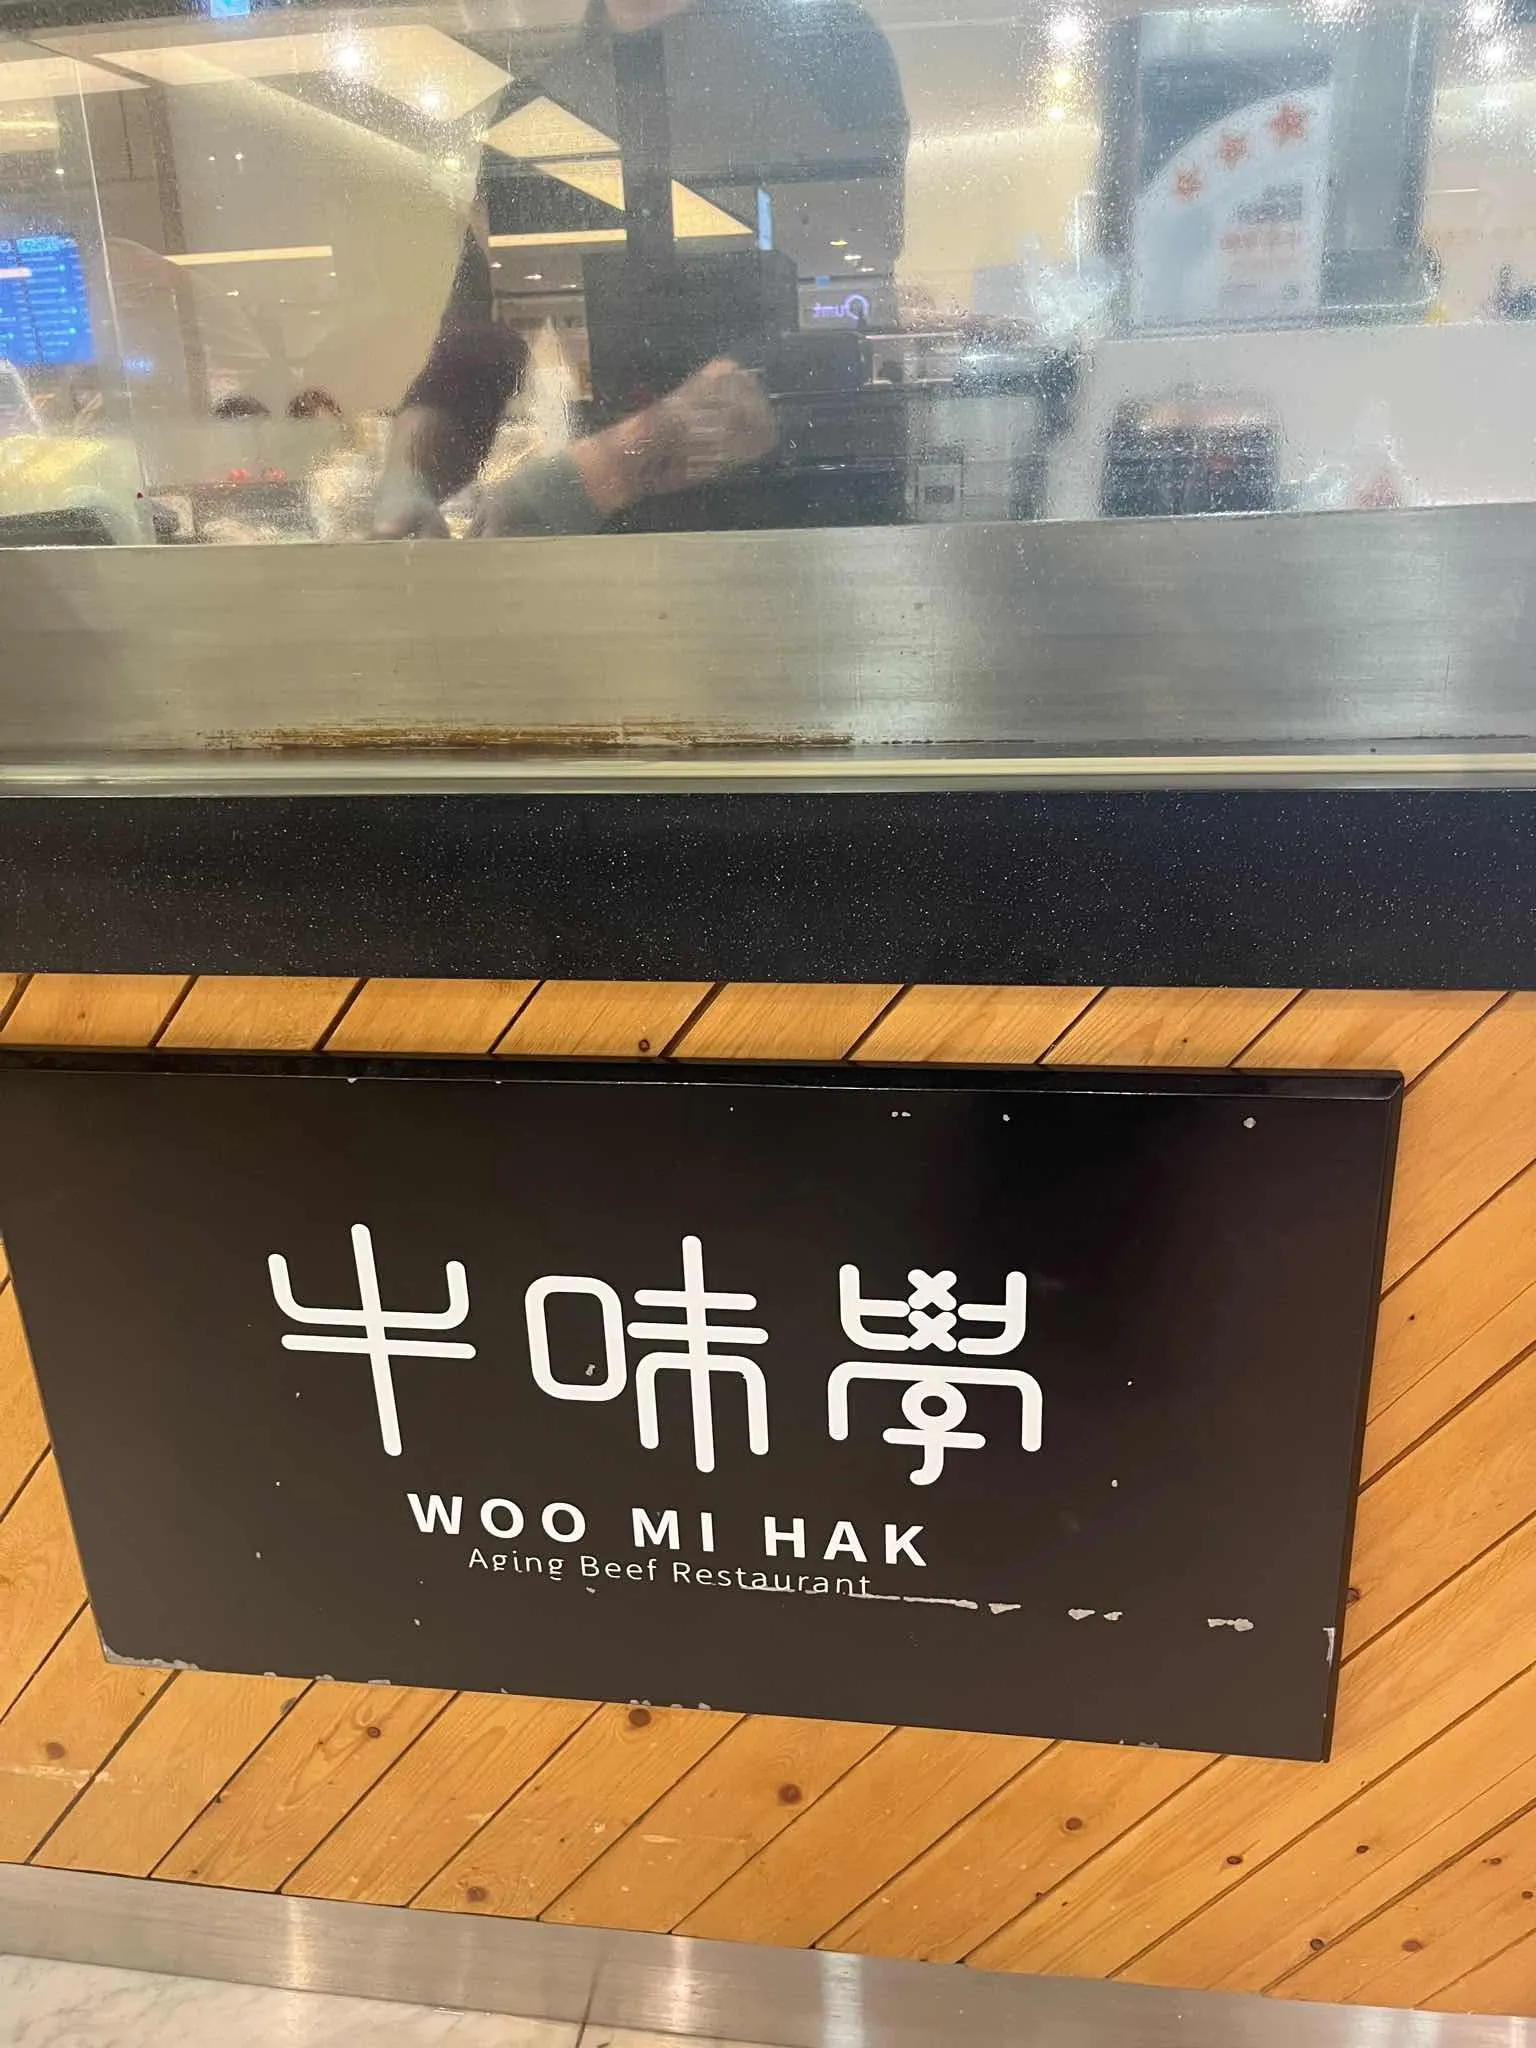 牛味學
WOO MI HAK
Aging Beef Restaurant